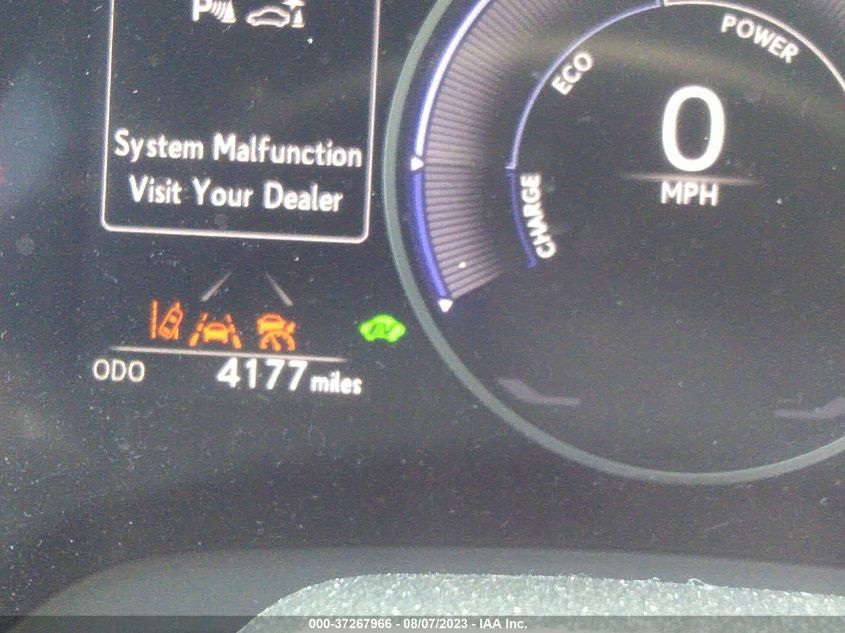 P
POWER
ECO
0
MPH
CHARGE
System Malfunction
Visit Your Dealer
EV
ODO 4177 miles
000-37267966 - 08/07/2023 - IAA Inc.